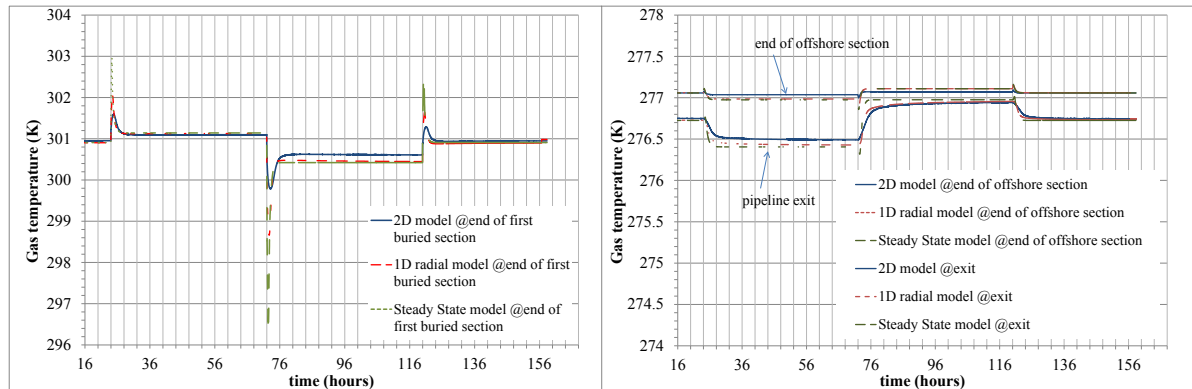 Gas temperature (K)
304
303
302
301
300
299
298
297
296
16 36 56 76 96 116 136 156
time (hours)
2D model @end of first
buried section
1D radial model @end of first
buried section
Steady State model @end of
first buried section
Gas temperature (K)
278
277.5
277
276.5
276
275.5
275
274.5
274
16 36 56 76 96 116 136 156
time (hours)
end of offshore section
pipeline exit
2D model @end of offshore section
1D radial model @end of offshore section
Steady State model @end of offshore section
2D model @exit
1D radial model @exit
Steady State model @exit